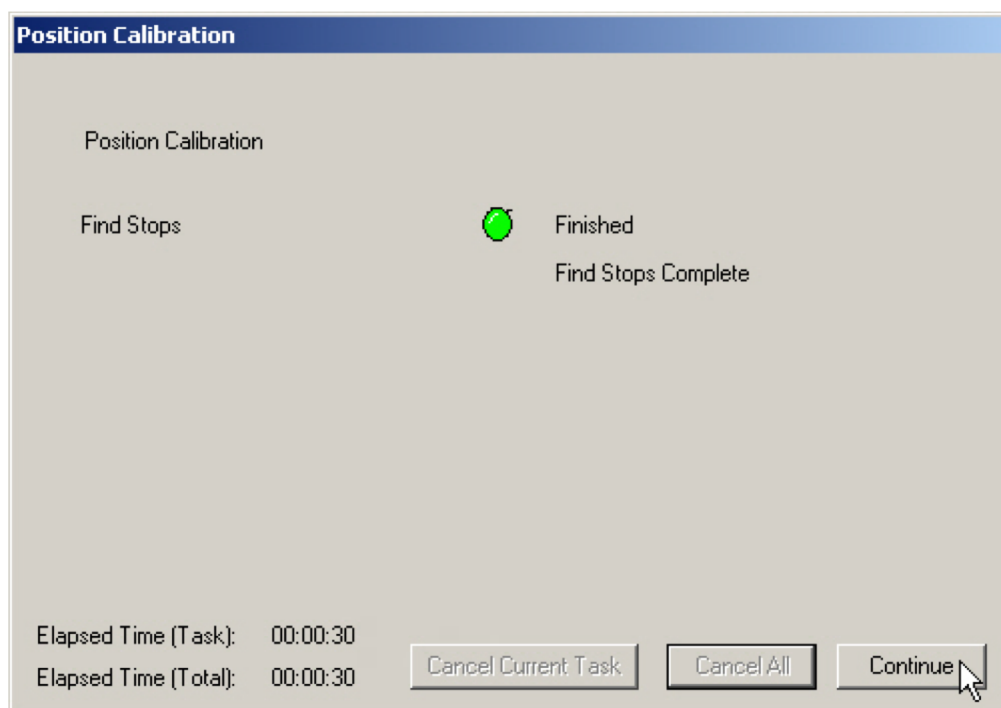 Position Calibration
Position Calibration
Find Stops
Finished
Find Stops Complete
Elapsed Time (Task): 00:00:30
Elapsed Time (Total): 00:00:30
Cancel Current Task
Cancel All
Continue